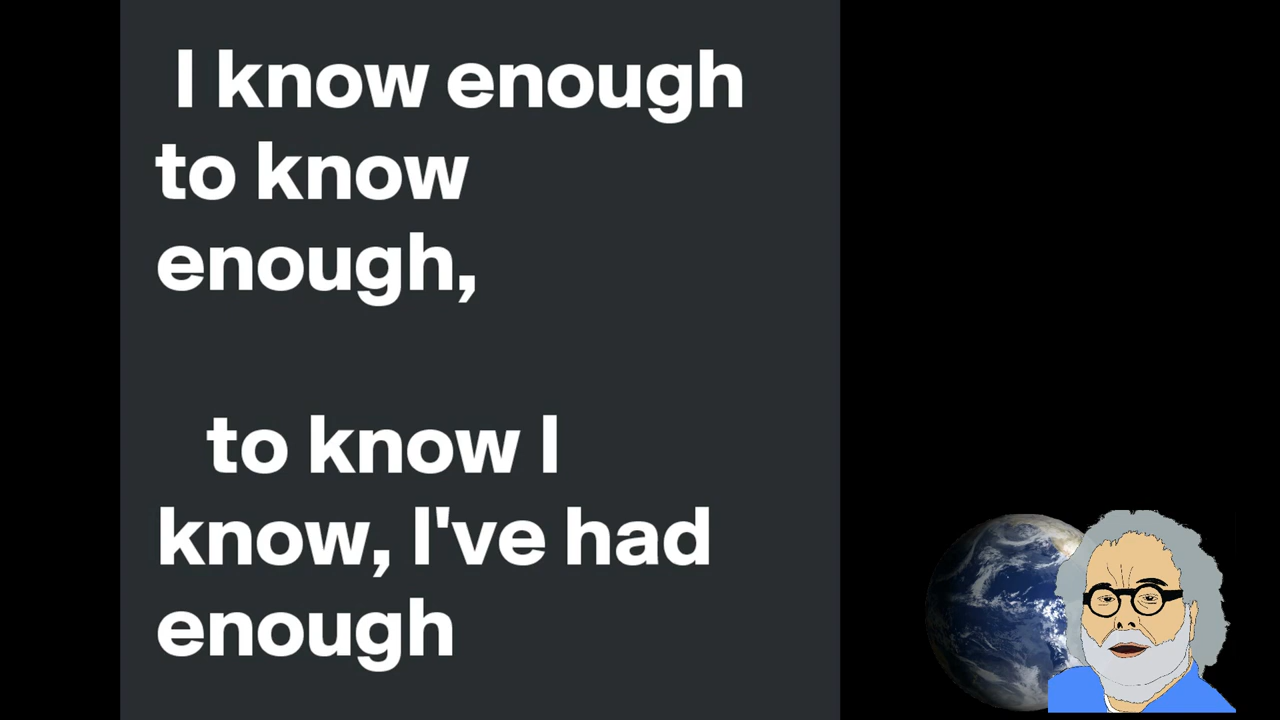 I know enough
to know
enough,
to know I
know, I've had
enough